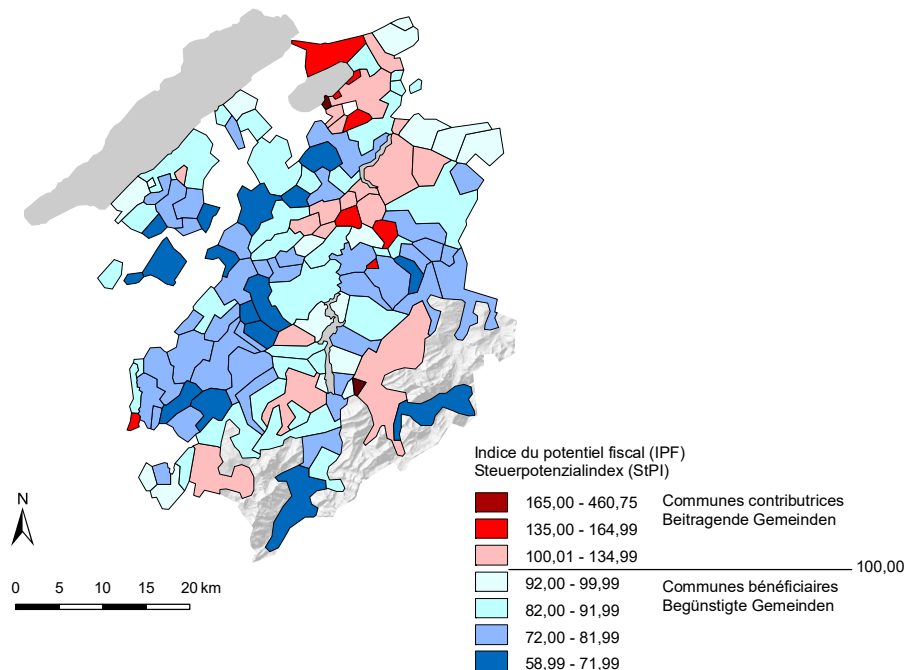 Indice du potentiel fiscal (IPF)
Steuerpotenzialindex (StPI)
165,00 - 460,75
Communes contributrices
135,00 - 164,99
Beitragende Gemeinden
100,01 - 134,99
100,00
92,00 - 99,99
Communes bénéficiaires
82,00 - 91,99
Begünstigte Gemeinden
72,00 - 81,99
58,99 - 71,99
N
0 5 10 15 20 km